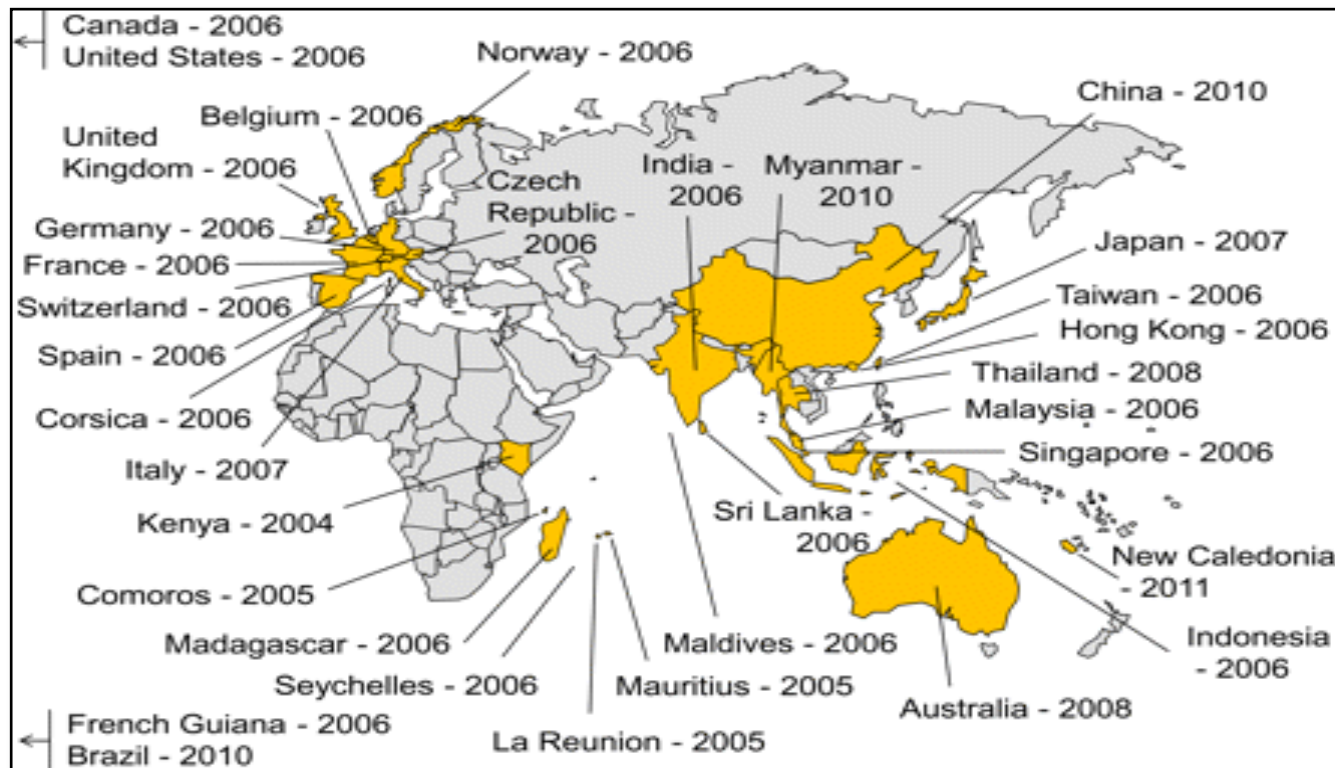 Canada - 2006
United States - 2006
Norway - 2006
China - 2010
Belgium - 2006
United
Kingdom - 2006
India -
2006
Myanmar -
2010
Czech
Republic -
2006
Germany - 2006
Japan - 2007
France - 2006
Taiwan - 2006
Switzerland - 2006
Hong Kong - 2006
Spain - 2006
Thailand - 2008
Corsica - 2006
Malaysia - 2006
Italy - 2007
Singapore - 2006
Kenya - 2004
Sri Lanka -
2006
New Caledonia
- 2011
Comoros - 2005
Madagascar - 2006
Maldives - 2006
Indonesia
- 2006
Seychelles - 2006
Mauritius - 2005
Australia - 2008
French Guiana - 2006
Brazil - 2010
La Reunion - 2005